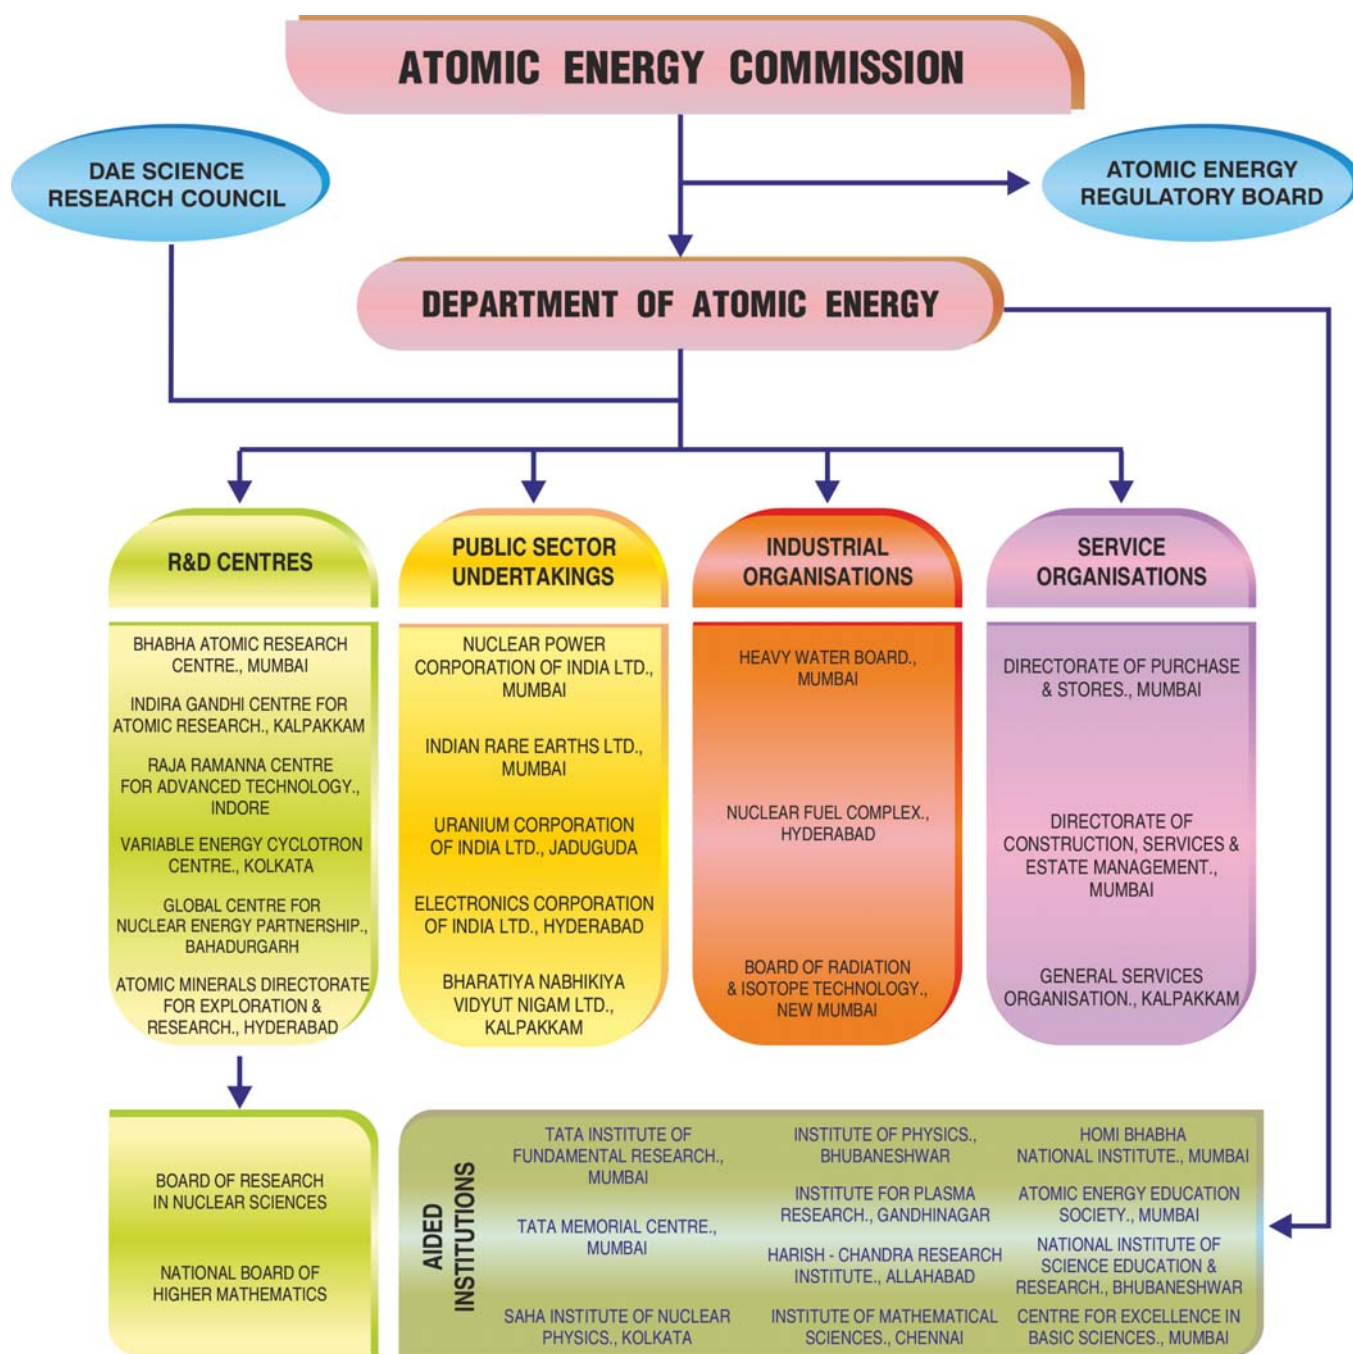 ATOMIC ENERGY COMMISSION
DAE SCIENCE
RESEARCH COUNCIL
ATOMIC ENERGY
REGULATORY BOARD
DEPARTMENT OF ATOMIC ENERGY
R&D CENTRES
BHABHA ATOMIC RESEARCH
CENTRE., MUMBAI
INDIRA GANDHI CENTRE FOR
ATOMIC RESEARCH., KALPAKKAM
RAJA RAMANNA CENTRE
FOR ADVANCED TECHNOLOGY.,
INDORE
VARIABLE ENERGY CYCLOTRON
CENTRE., KOLKATA
GLOBAL CENTRE FOR
NUCLEAR ENERGY PARTNERSHIP.,
BAHADURGARH
ATOMIC MINERALS DIRECTORATE
FOR EXPLORATION &
RESEARCH., HYDERABAD
PUBLIC SECTOR
UNDERTAKINGS
NUCLEAR POWER
CORPORATION OF INDIA LTD.,
MUMBAI
INDIAN RARE EARTHS LTD.,
MUMBAI
URANIUM CORPORATION
OF INDIA LTD., JADUGUDA
ELECTRONICS CORPORATION
OF INDIA LTD., HYDERABAD
BHARATIYA NABHIKIYA
VIDYUT NIGAM LTD.,
KALPAKKAM
INDUSTRIAL
ORGANISATIONS
HEAVY WATER BOARD.,
MUMBAI
NUCLEAR FUEL COMPLEX.,
HYDERABAD
BOARD OF RADIATION
& ISOTOPE TECHNOLOGY.,
NEW MUMBAI
SERVICE
ORGANISATIONS
DIRECTORATE OF PURCHASE
& STORES., MUMBAI
DIRECTORATE OF
CONSTRUCTION, SERVICES &
ESTATE MANAGEMENT.,
MUMBAI
GENERAL SERVICES
ORGANISATION., KALPAKKAM
BOARD OF RESEARCH
IN NUCLEAR SCIENCES
NATIONAL BOARD OF
HIGHER MATHEMATICS
AIDED
INSTITUTIONS
TATA INSTITUTE OF
FUNDAMENTAL RESEARCH.,
MUMBAI
TATA MEMORIAL CENTRE.,
MUMBAI
SAHA INSTITUTE OF NUCLEAR
PHYSICS., KOLKATA
INSTITUTE OF PHYSICS.,
BHUBANESHWAR
INSTITUTE FOR PLASMA
RESEARCH., GANDHINAGAR
HARISH - CHANDRA RESEARCH
INSTITUTE., ALLAHABAD
INSTITUTE OF MATHEMATICAL
SCIENCES., CHENNAI
HOMI BHABHA
NATIONAL INSTITUTE., MUMBAI
ATOMIC ENERGY EDUCATION
SOCIETY., MUMBAI
NATIONAL INSTITUTE OF
SCIENCE EDUCATION &
RESEARCH., BHUBANESHWAR
CENTRE FOR EXCELLENCE IN
BASIC SCIENCES., MUMBAI